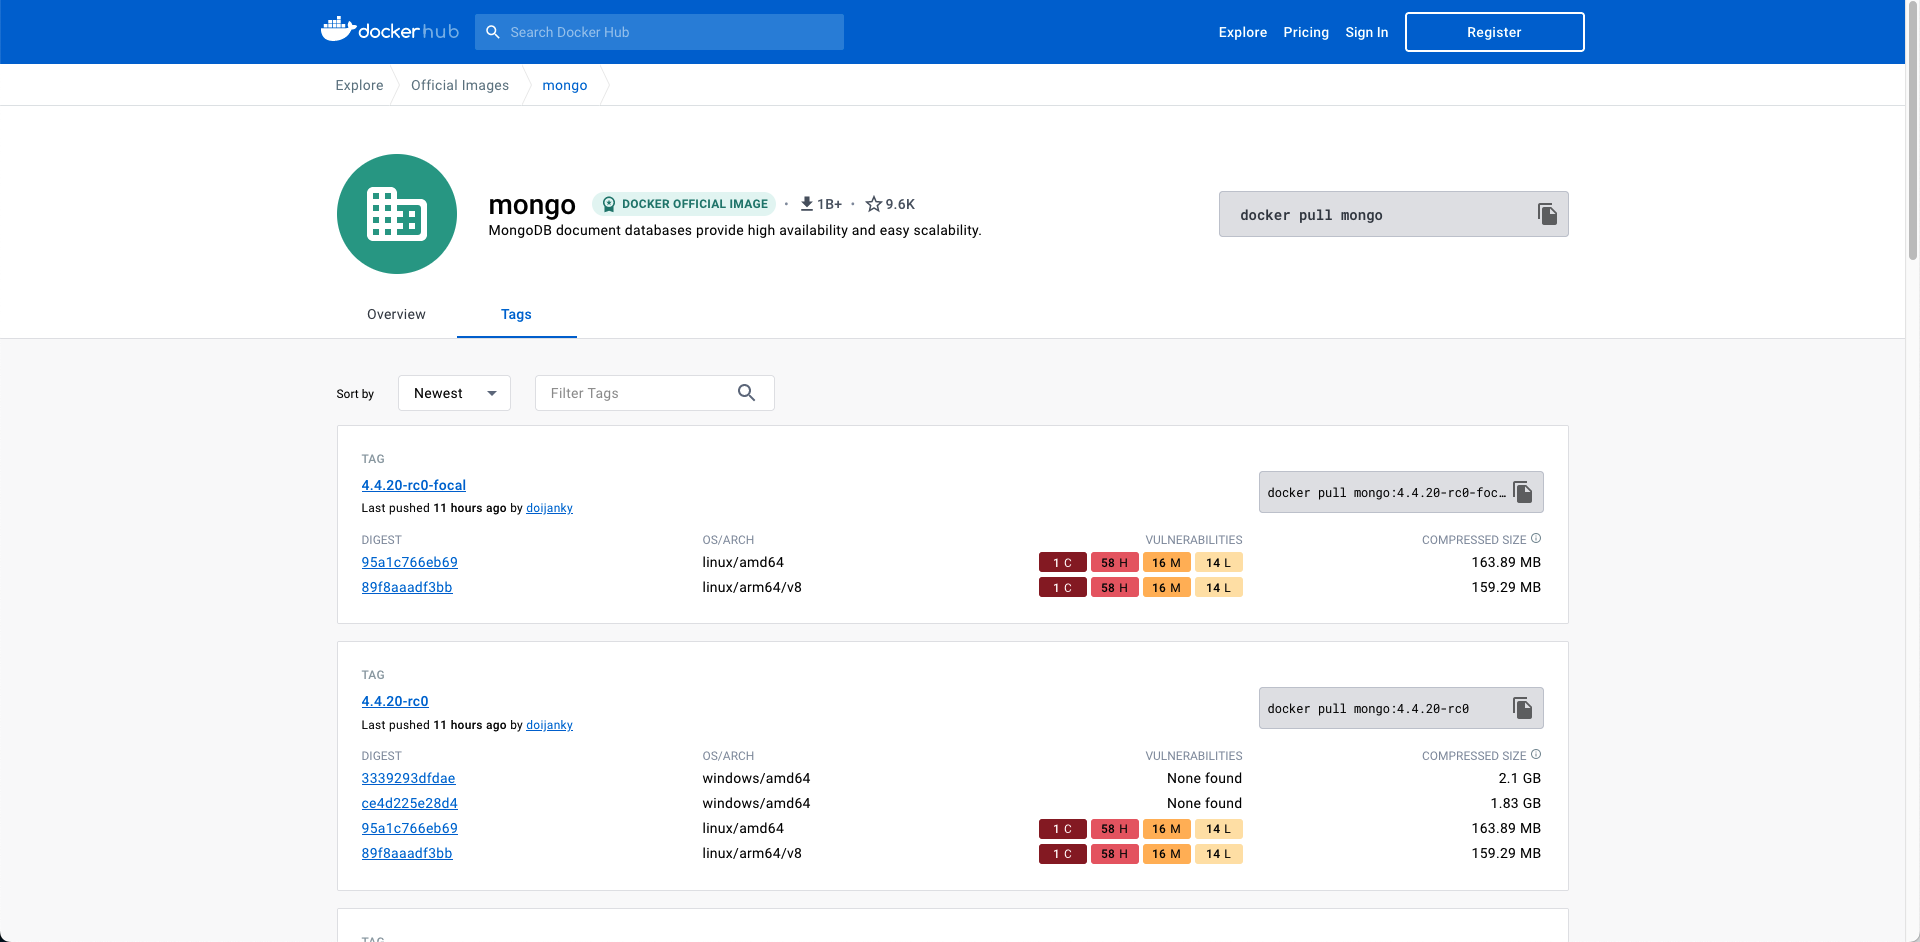 docker hub
Search Docker Hub
Explore
Pricing
Sign In
Register
Explore
Official Images
mongo
mongo
DOCKER OFFICIAL IMAGE
· 1B+ · 9.6K
MongoDB document databases provide high availability and easy scalability.
docker pull mongo
Overview
Tags
Sort by
Newest
Filter Tags
TAG
4.4.20-rc0-focal
Last pushed 11 hours ago by doijanky
docker pull mongo:4.4.20-rc0-foc…
DIGEST OS/ARCH VULNERABILITIES COMPRESSED SIZE
95a1c766eb69 linux/amd64 1 C 58 H 16 M 14 L 163.89 MB
89f8aaadf3bb linux/arm64/v8 1 C 58 H 16 M 14 L 159.29 MB
TAG
4.4.20-rc0
Last pushed 11 hours ago by doijanky
docker pull mongo:4.4.20-rc0
DIGEST OS/ARCH VULNERABILITIES COMPRESSED SIZE
3339293dfdae windows/amd64 None found 2.1 GB
ce4d225e28d4 windows/amd64 None found 1.83 GB
95a1c766eb69 linux/amd64 1 C 58 H 16 M 14 L 163.89 MB
89f8aaadf3bb linux/arm64/v8 1 C 58 H 16 M 14 L 159.29 MB
TAG